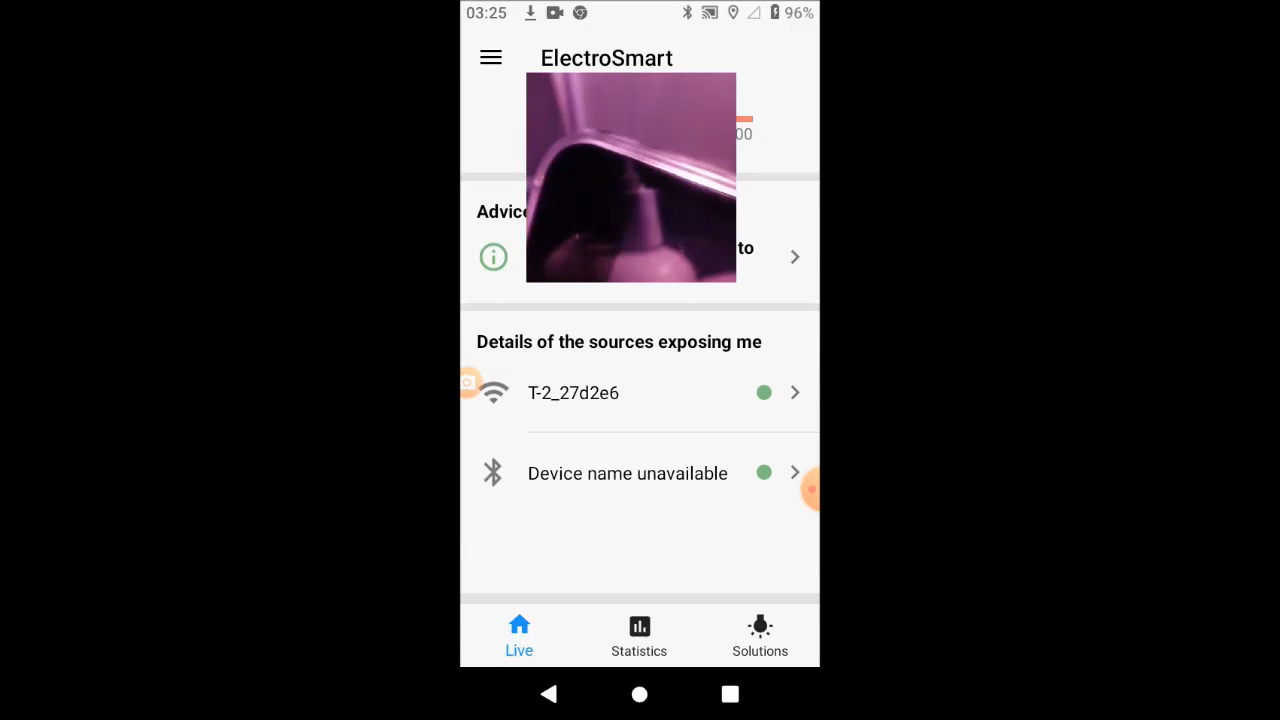 03:25 96%
ElectroSmart
00
Advice
to
Details of the sources exposing me
T-2_27d2e6
Device name unavailable
Live Statistics Solutions